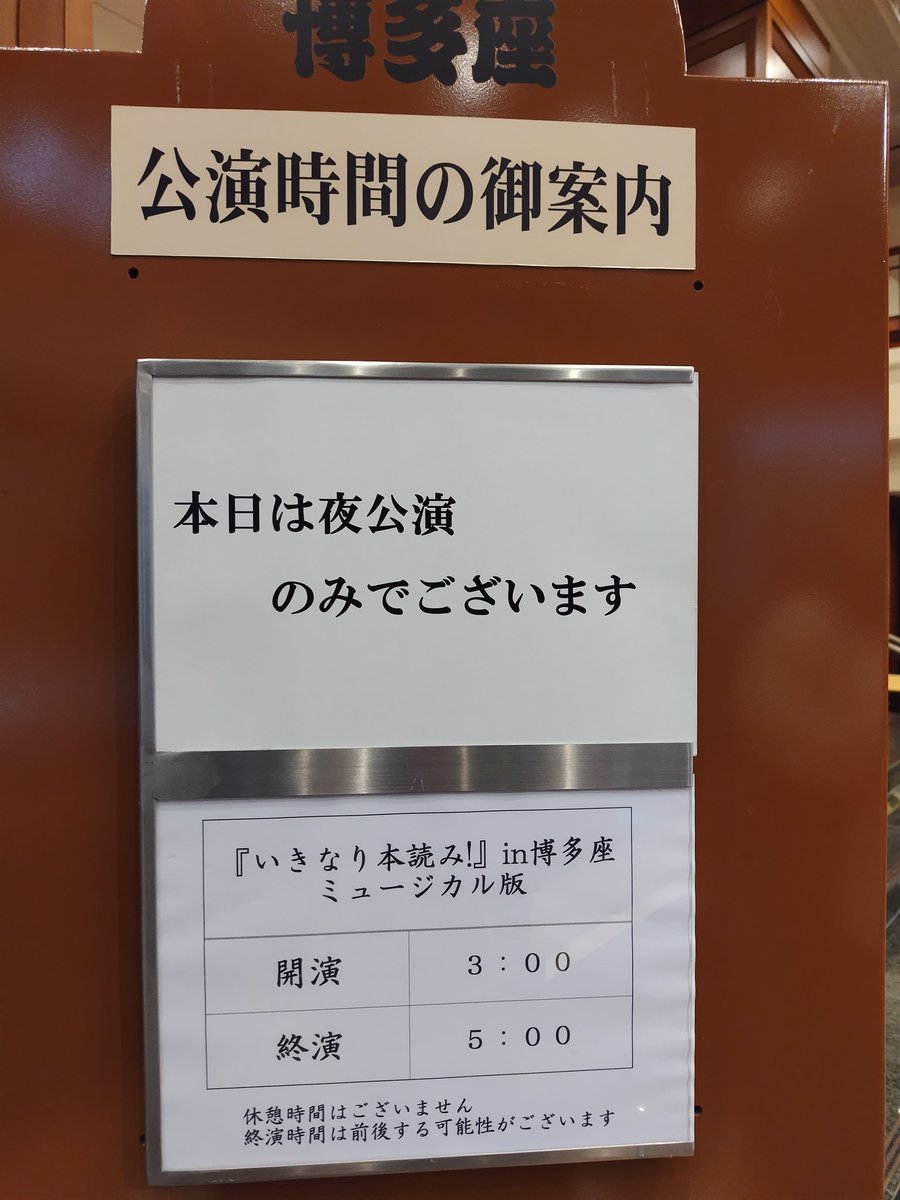 博多座
公演時間の御案内
本日は夜公演
のみでございます
『いきなり本読み!』in博多座
ミュージカル版
開演 3：00
終演 5：00
休憩時間はございません
終演時間は前後する可能性がございます